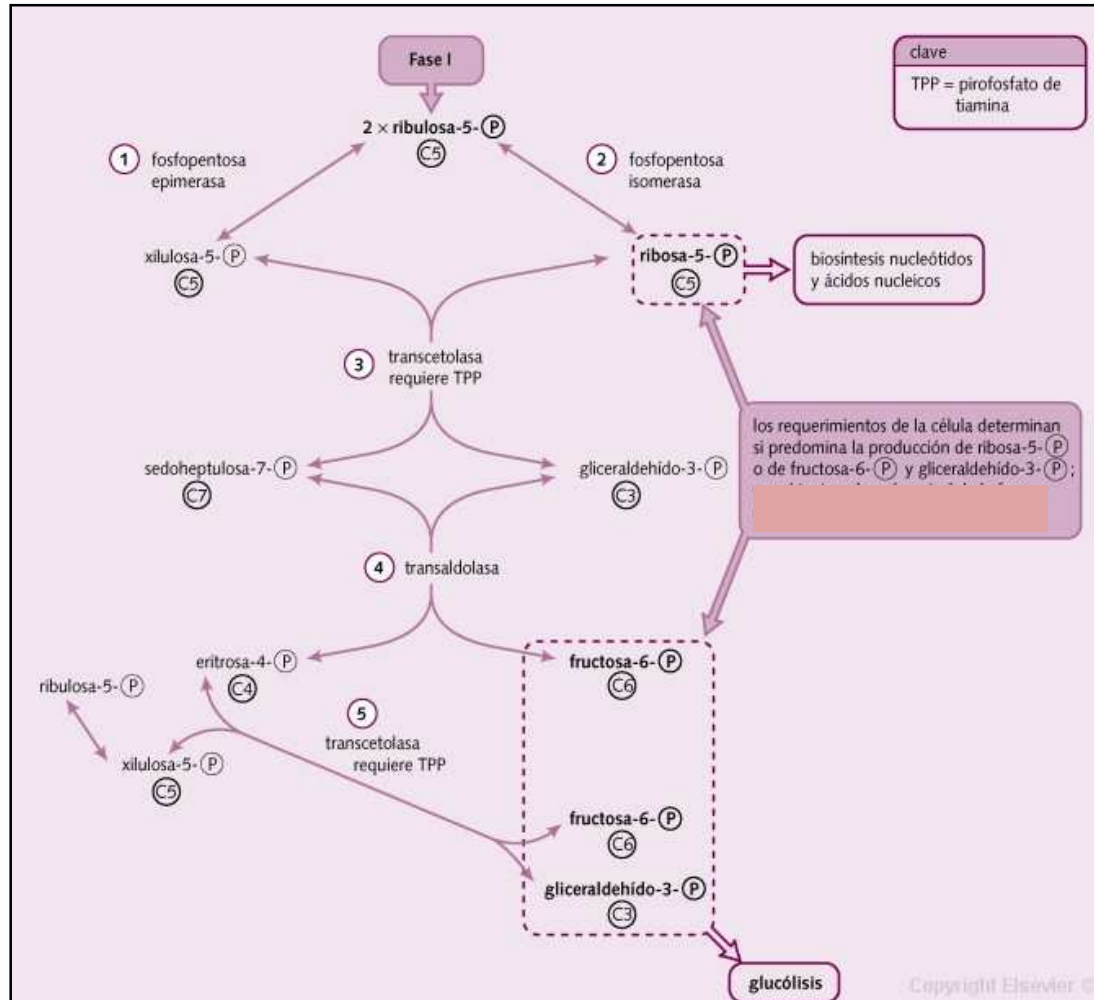 Fase I
clave
TPP = pirofosfato de
tiamina
2 × ribulosa-5-P
C5
1 fosfopentosa
epimerasa
2 fosfopentosa
isomerasa
xilulosa-5-P
C5
ribosa-5-P
C5
biosíntesis nucleótidos
y ácidos nucleicos
3 transcetolasa
requiere TPP
los requerimientos de la célula determinan
si predomina la producción de ribosa-5-P
o de fructosa-6-P y gliceraldehído-3-P;
sedoheptulosa-7-P
C7
gliceraldehído-3-P
C3
4 transaldolasa
eritrosa-4-P
C4
fructosa-6-P
C6
ribulosa-5-P
xilulosa-5-P
C5
5
transcetolasa
requiere TPP
fructosa-6-P
C6
gliceraldehído-3-P
C3
glucólisis
Copyright Elsevier ©